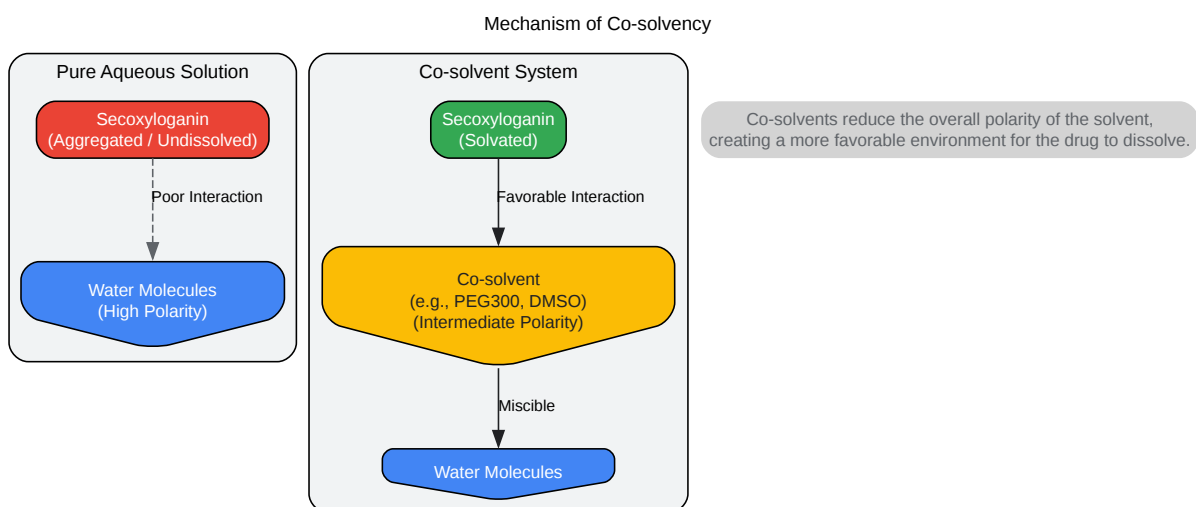 Mechanism of Co-solvency
Pure Aqueous Solution
Secoxyloganin
(Aggregated / Undissolved)
Poor Interaction
Water Molecules
(High Polarity)
Co-solvent System
Secoxyloganin
(Solvated)
Favorable Interaction
Co-solvent
(e.g., PEG300, DMSO)
(Intermediate Polarity)
Miscible
Water Molecules
Co-solvents reduce the overall polarity of the solvent,
creating a more favorable environment for the drug to dissolve.